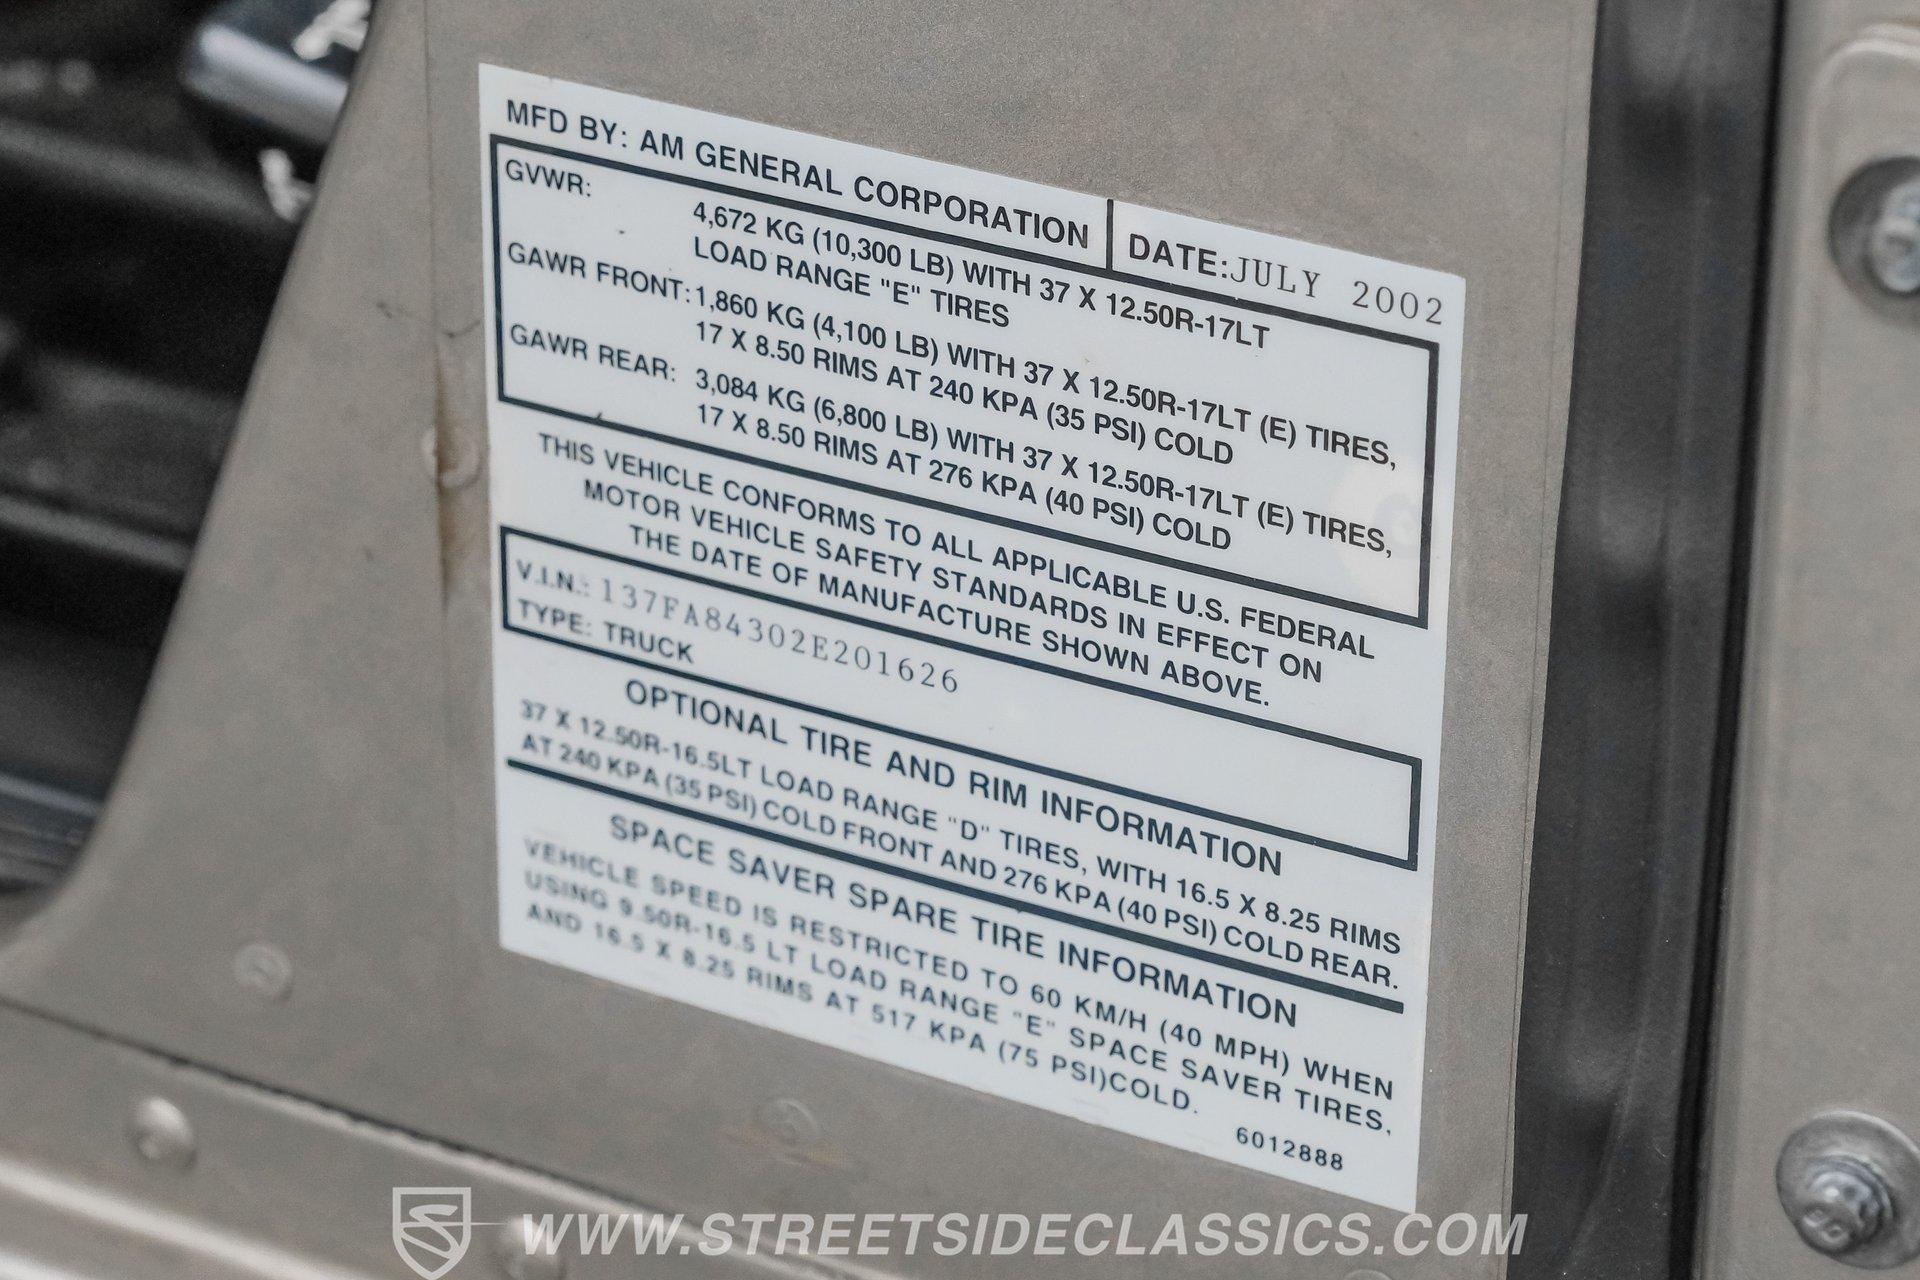 MFD BY: AM GENERAL CORPORATION
DATE: JULY 2002
GVWR: 4,672 KG (10,300 LB) WITH 37 X 12.50R-17LT
LOAD RANGE "E" TIRES
GAWR FRONT: 1,860 KG (4,100 LB) WITH 37 X 12.50R-17LT (E) TIRES,
17 X 8.50 RIMS AT 240 KPA (35 PSI) COLD
GAWR REAR: 3,084 KG (6,800 LB) WITH 37 X 12.50R-17LT (E) TIRES,
17 X 8.50 RIMS AT 276 KPA (40 PSI) COLD
THIS VEHICLE CONFORMS TO ALL APPLICABLE U.S. FEDERAL
MOTOR VEHICLE SAFETY STANDARDS IN EFFECT ON
THE DATE OF MANUFACTURE SHOWN ABOVE.
V.I.N.: 137FA84302E201626
TYPE: TRUCK
OPTIONAL TIRE AND RIM INFORMATION
37 X 12.50R-16.5LT LOAD RANGE "D" TIRES, WITH 16.5 X 8.25 RIMS
AT 240 KPA (35 PSI) COLD FRONT AND 276 KPA (40 PSI) COLD REAR.
SPACE SAVER SPARE TIRE INFORMATION
VEHICLE SPEED IS RESTRICTED TO 60 KM/H (40 MPH) WHEN
USING 9.50R-16.5 LT LOAD RANGE "E" SPACE SAVER TIRES,
AND 16.5 X 8.25 RIMS AT 517 KPA (75 PSI)COLD.
6012888
WWW.STREETSIDECLASSICS.COM